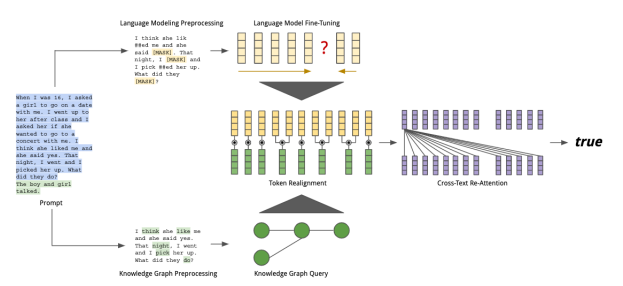 Language Modeling Preprocessing
Language Model Fine-Tuning
I think she lik
##ed me and she
said [MASK]. That
night, I [MASK] and
I pick ##ed her up.
What did they
[MASK]?
?
When I was 16, I asked
a girl to go on a date
with me. I went up to
her after class and I
asked her if she
wanted to go to a
concert with me. I
think she liked me and
she said yes. That
night, I went and I
picked her up. What
did they do?
The boy and girl
talked.
Prompt
Token Realignment
Cross-Text Re-Attention
true
I think she like me
and she said yes.
That night. I went
and I pick her up.
What did they do?
Knowledge Graph Preprocessing
Knowledge Graph Query